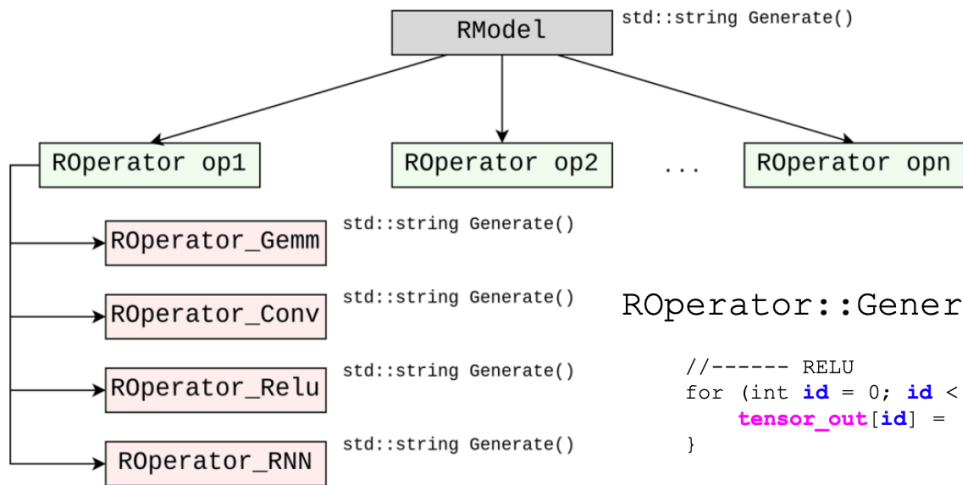 RModel
std::string Generate()
ROperator op1
ROperator op2
...
ROperator opn
ROperator_Gemm
std::string Generate()
ROperator_Conv
std::string Generate()
ROperator_Relu
std::string Generate()
ROperator_RNN
std::string Generate()
ROperator::Gener
//------ RELU
for (int id = 0; id <
tensor_out[id] =
}